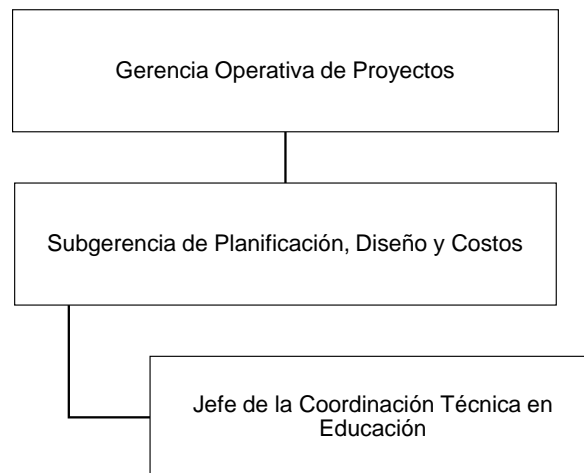 Gerencia Operativa de Proyectos
Subgerencia de Planificación, Diseño y Costos
Jefe de la Coordinación Técnica en
Educación